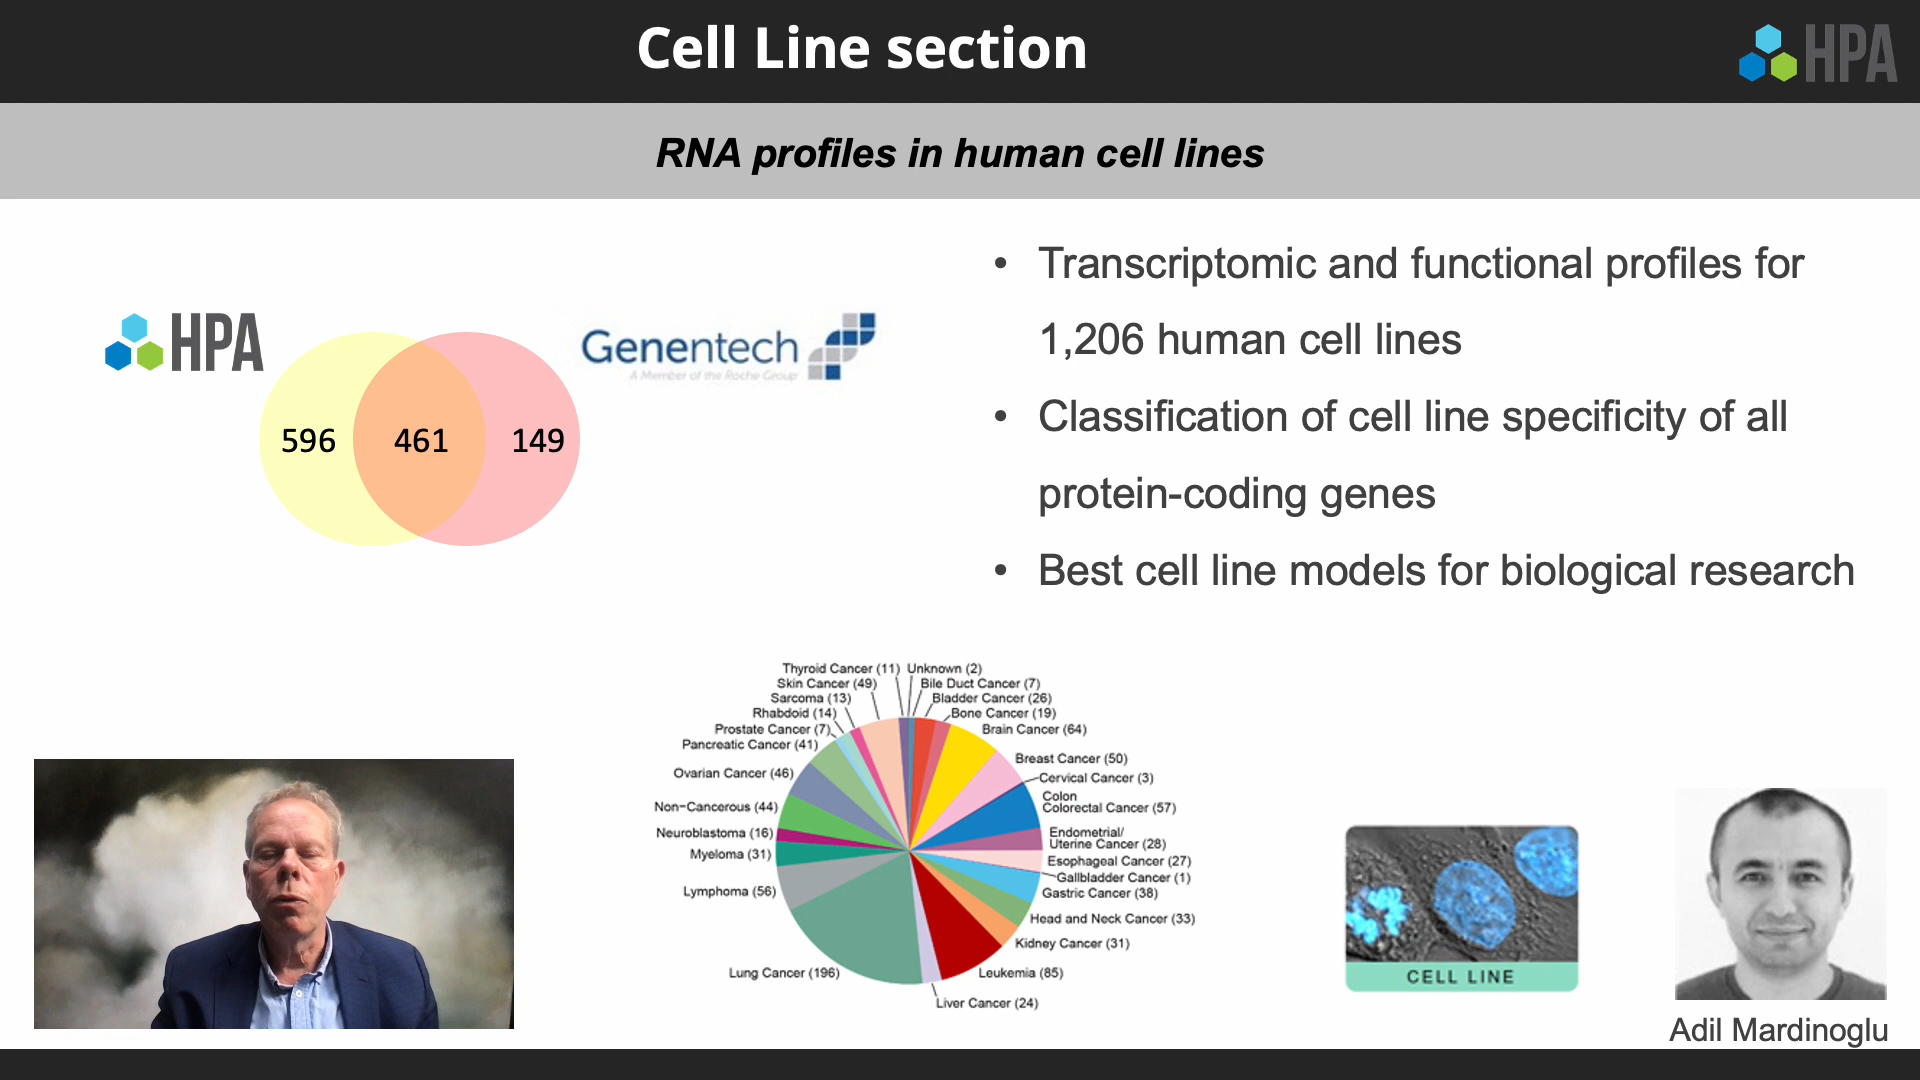 Cell Line section
HPA
RNA profiles in human cell lines
HPA
Genentech
A Member of the Roche Group
596
461
149
• Transcriptomic and functional profiles for
1,206 human cell lines
• Classification of cell line specificity of all
protein-coding genes
• Best cell line models for biological research
Thyroid Cancer (11)
Unknown (2)
Skin Cancer (49)
Bile Duct Cancer (7)
Sarcoma (13)
Bladder Cancer (26)
Rhabdoid (14)
Bone Cancer (19)
Prostate Cancer (7)
Brain Cancer (64)
Pancreatic Cancer (41)
Breast Cancer (50)
Ovarian Cancer (46)
Cervical Cancer (3)
Colon
Colorectal Cancer (57)
Non-Cancerous (44)
Neuroblastoma (16)
Endometrial/
Uterine Cancer (28)
Myeloma (31)
Esophageal Cancer (27)
Gallbladder Cancer (1)
Lymphoma (56)
Gastric Cancer (38)
Head and Neck Cancer (33)
Kidney Cancer (31)
Lung Cancer (196)
Leukemia (85)
Liver Cancer (24)
CELL LINE
Adil Mardinoglu